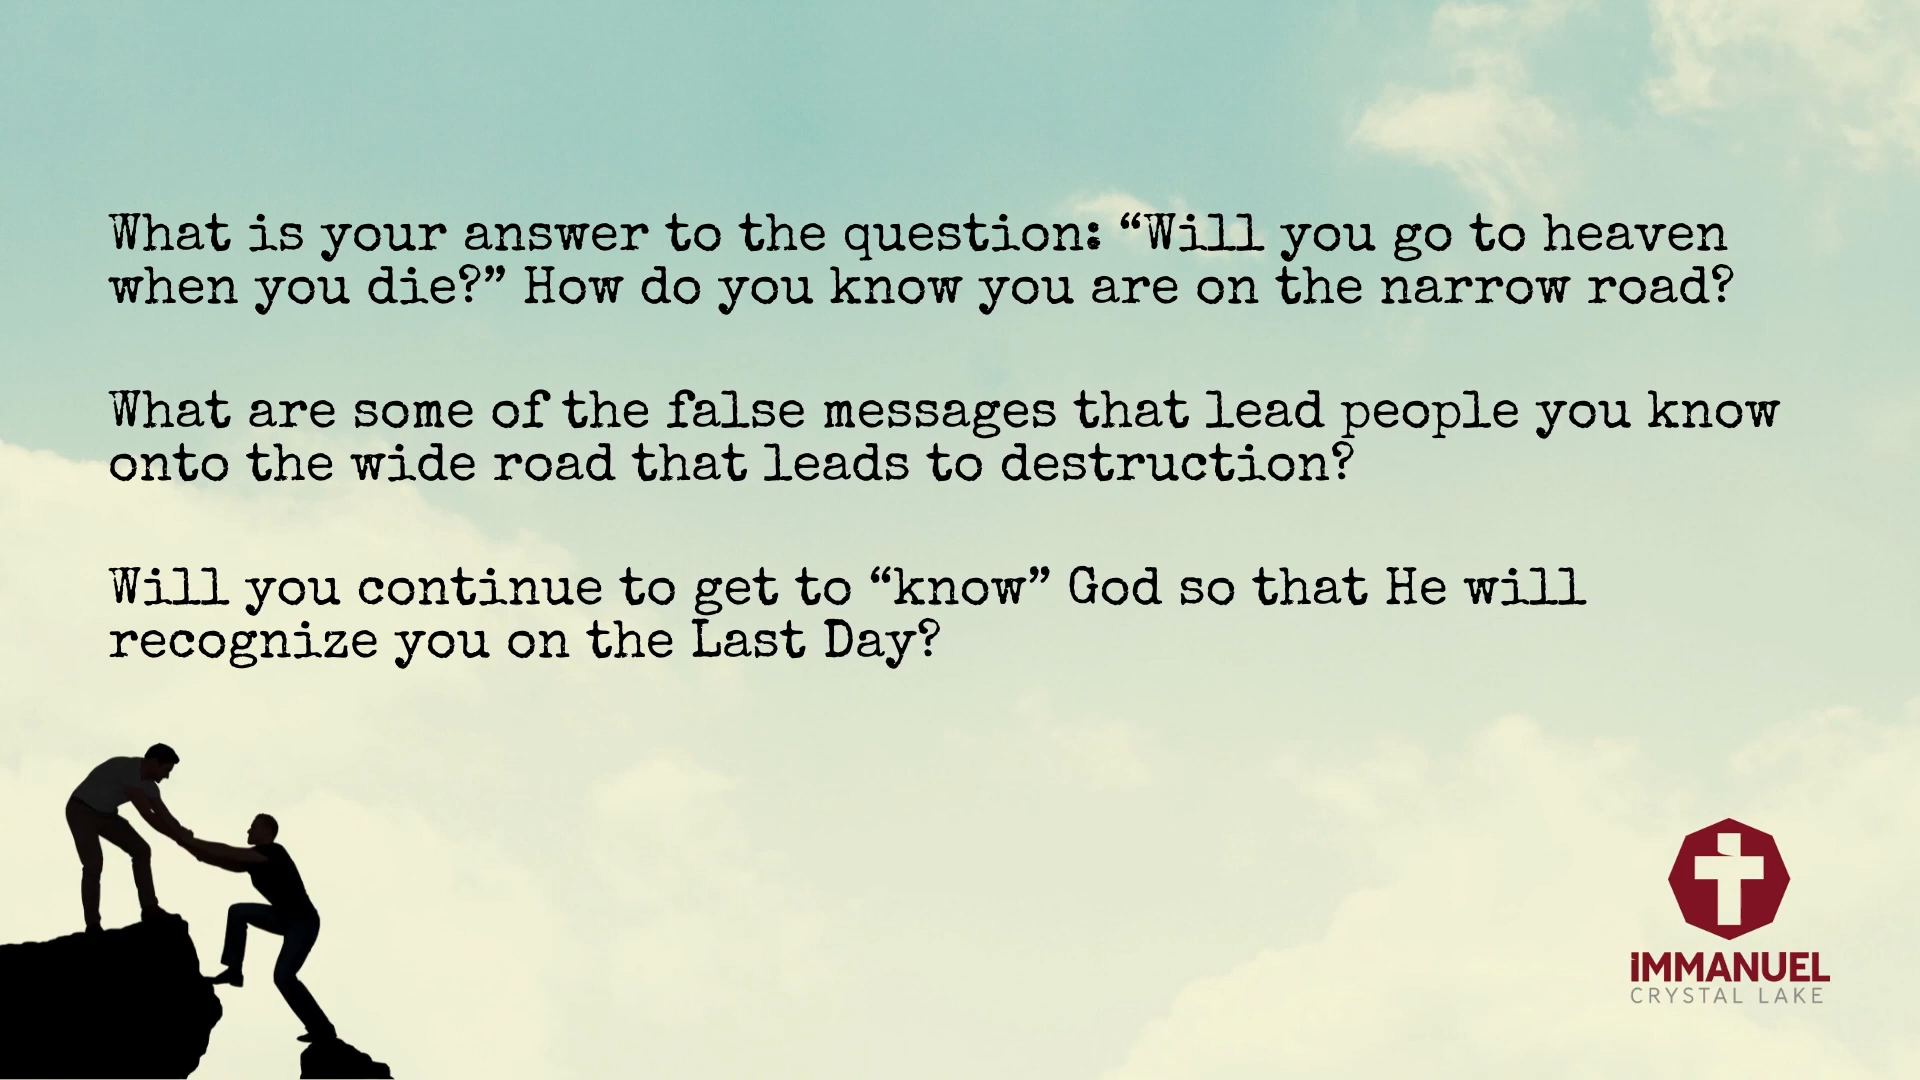 What is your answer to the question: “Will you go to heaven
when you die?” How do you know you are on the narrow road?
What are some of the false messages that lead people you know
onto the wide road that leads to destruction?
Will you continue to get to “know” God so that He will
recognize you on the Last Day?
IMMANUEL
CRYSTAL LAKE